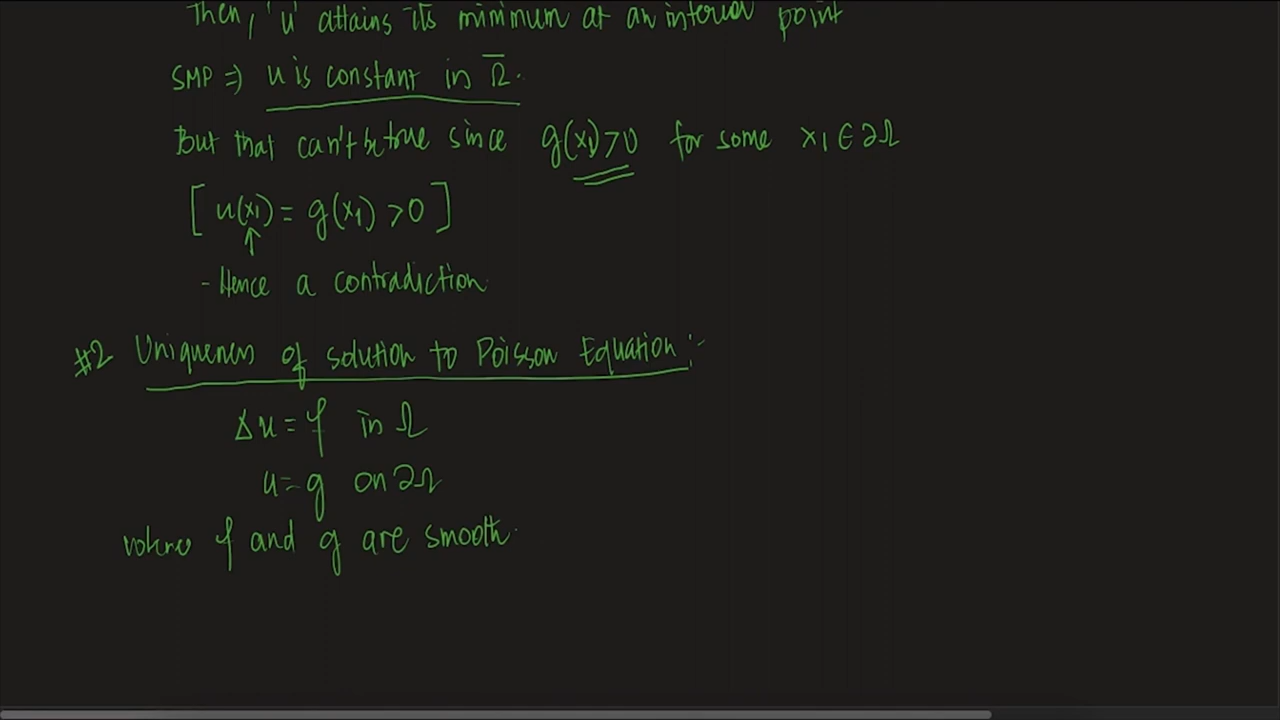 Then, 'u' attains its minimum at an interior point
SMP ⇒ u is constant in Ω̅.
But that can't be true since g(x₁)>0 for some x₁ ∈ ∂Ω
[u(x₁) = g(x₁) >0]
- Hence a contradiction
#2 Uniqueness of solution to Poisson Equation :-
Δu = f in Ω
u = g on ∂Ω
where f and g are smooth.